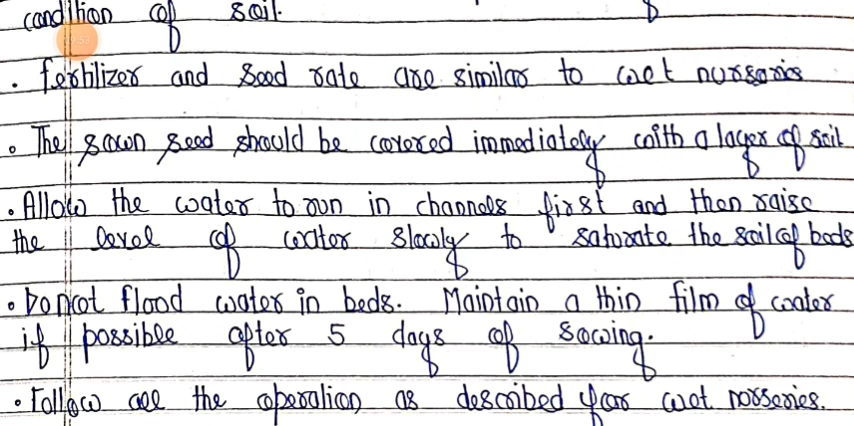 condition of soil.
• fertilizer and Seed rate are similar to wet nurseries
• The sown seed should be covered immediately with a layer of soil
• Allow the water to run in channels first and then raise
the level of water slowly to saturate the soil of beds
• Do not flood water in beds. Maintain a thin film of water
if possible after 5 days of sowing.
• Follow all the operation as described for wet nurseries.